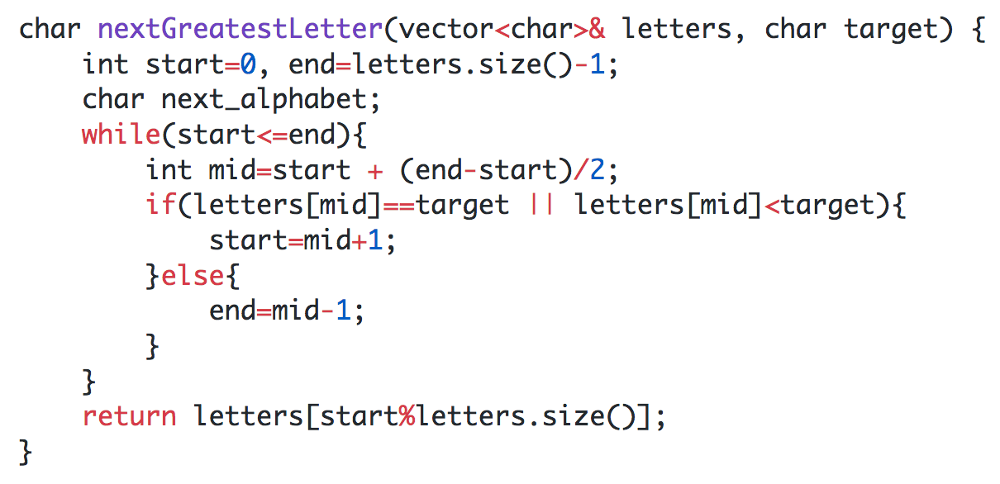 char nextGreatestLetter(vector<char>& letters, char target) {
    int start=0, end=letters.size()-1;
    char next_alphabet;
    while(start<=end){
        int mid=start + (end-start)/2;
        if(letters[mid]==target || letters[mid]<target){
            start=mid+1;
        }else{
            end=mid-1;
        }
    }
    return letters[start%letters.size()];
}